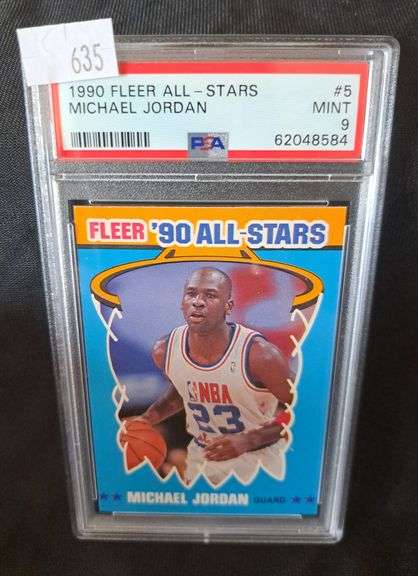 635
1990 FLEER ALL-STARS #5
MICHAEL JORDAN MINT
9
PSA 62048584
FLEER '90 ALL-STARS
NBA
23
MICHAEL JORDAN GUARD